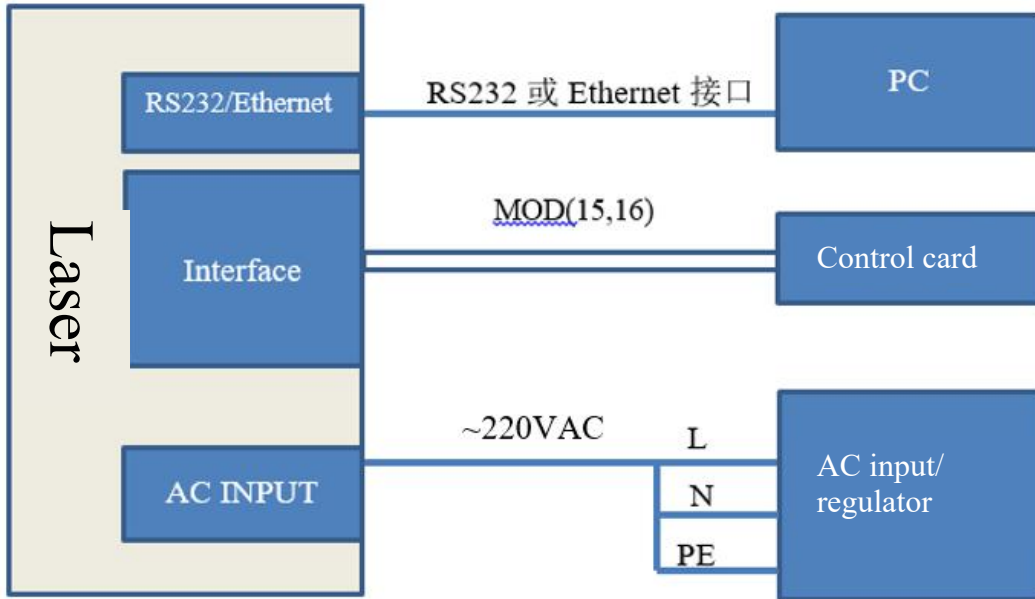 Laser
RS232/Ethernet
RS232 或 Ethernet 接口
PC
Interface
MOD(15,16)
Control card
AC INPUT
~220VAC
L
N
PE
AC input/
regulator